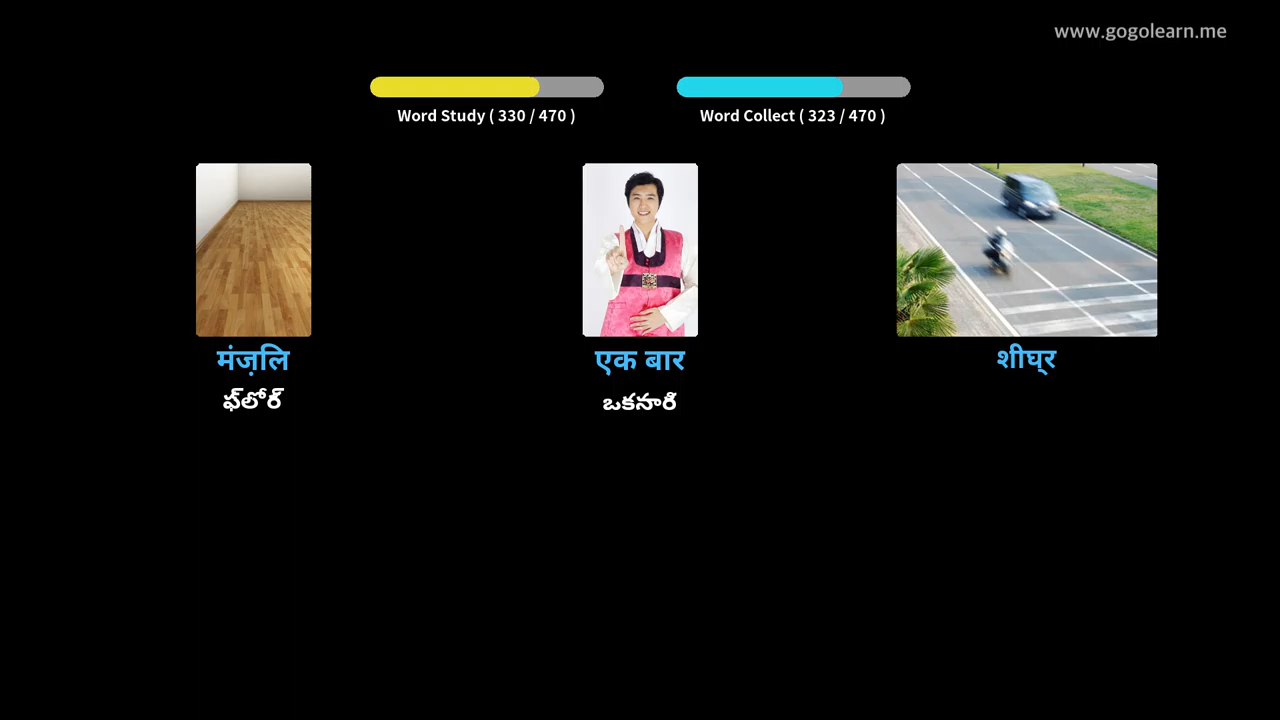 www.gogolearn.me
Word Study ( 330 / 470 )
Word Collect ( 323 / 470 )
मंज़लि
ఫ్‌లోర్
एक बार
ఒకసారి
शीघ्र